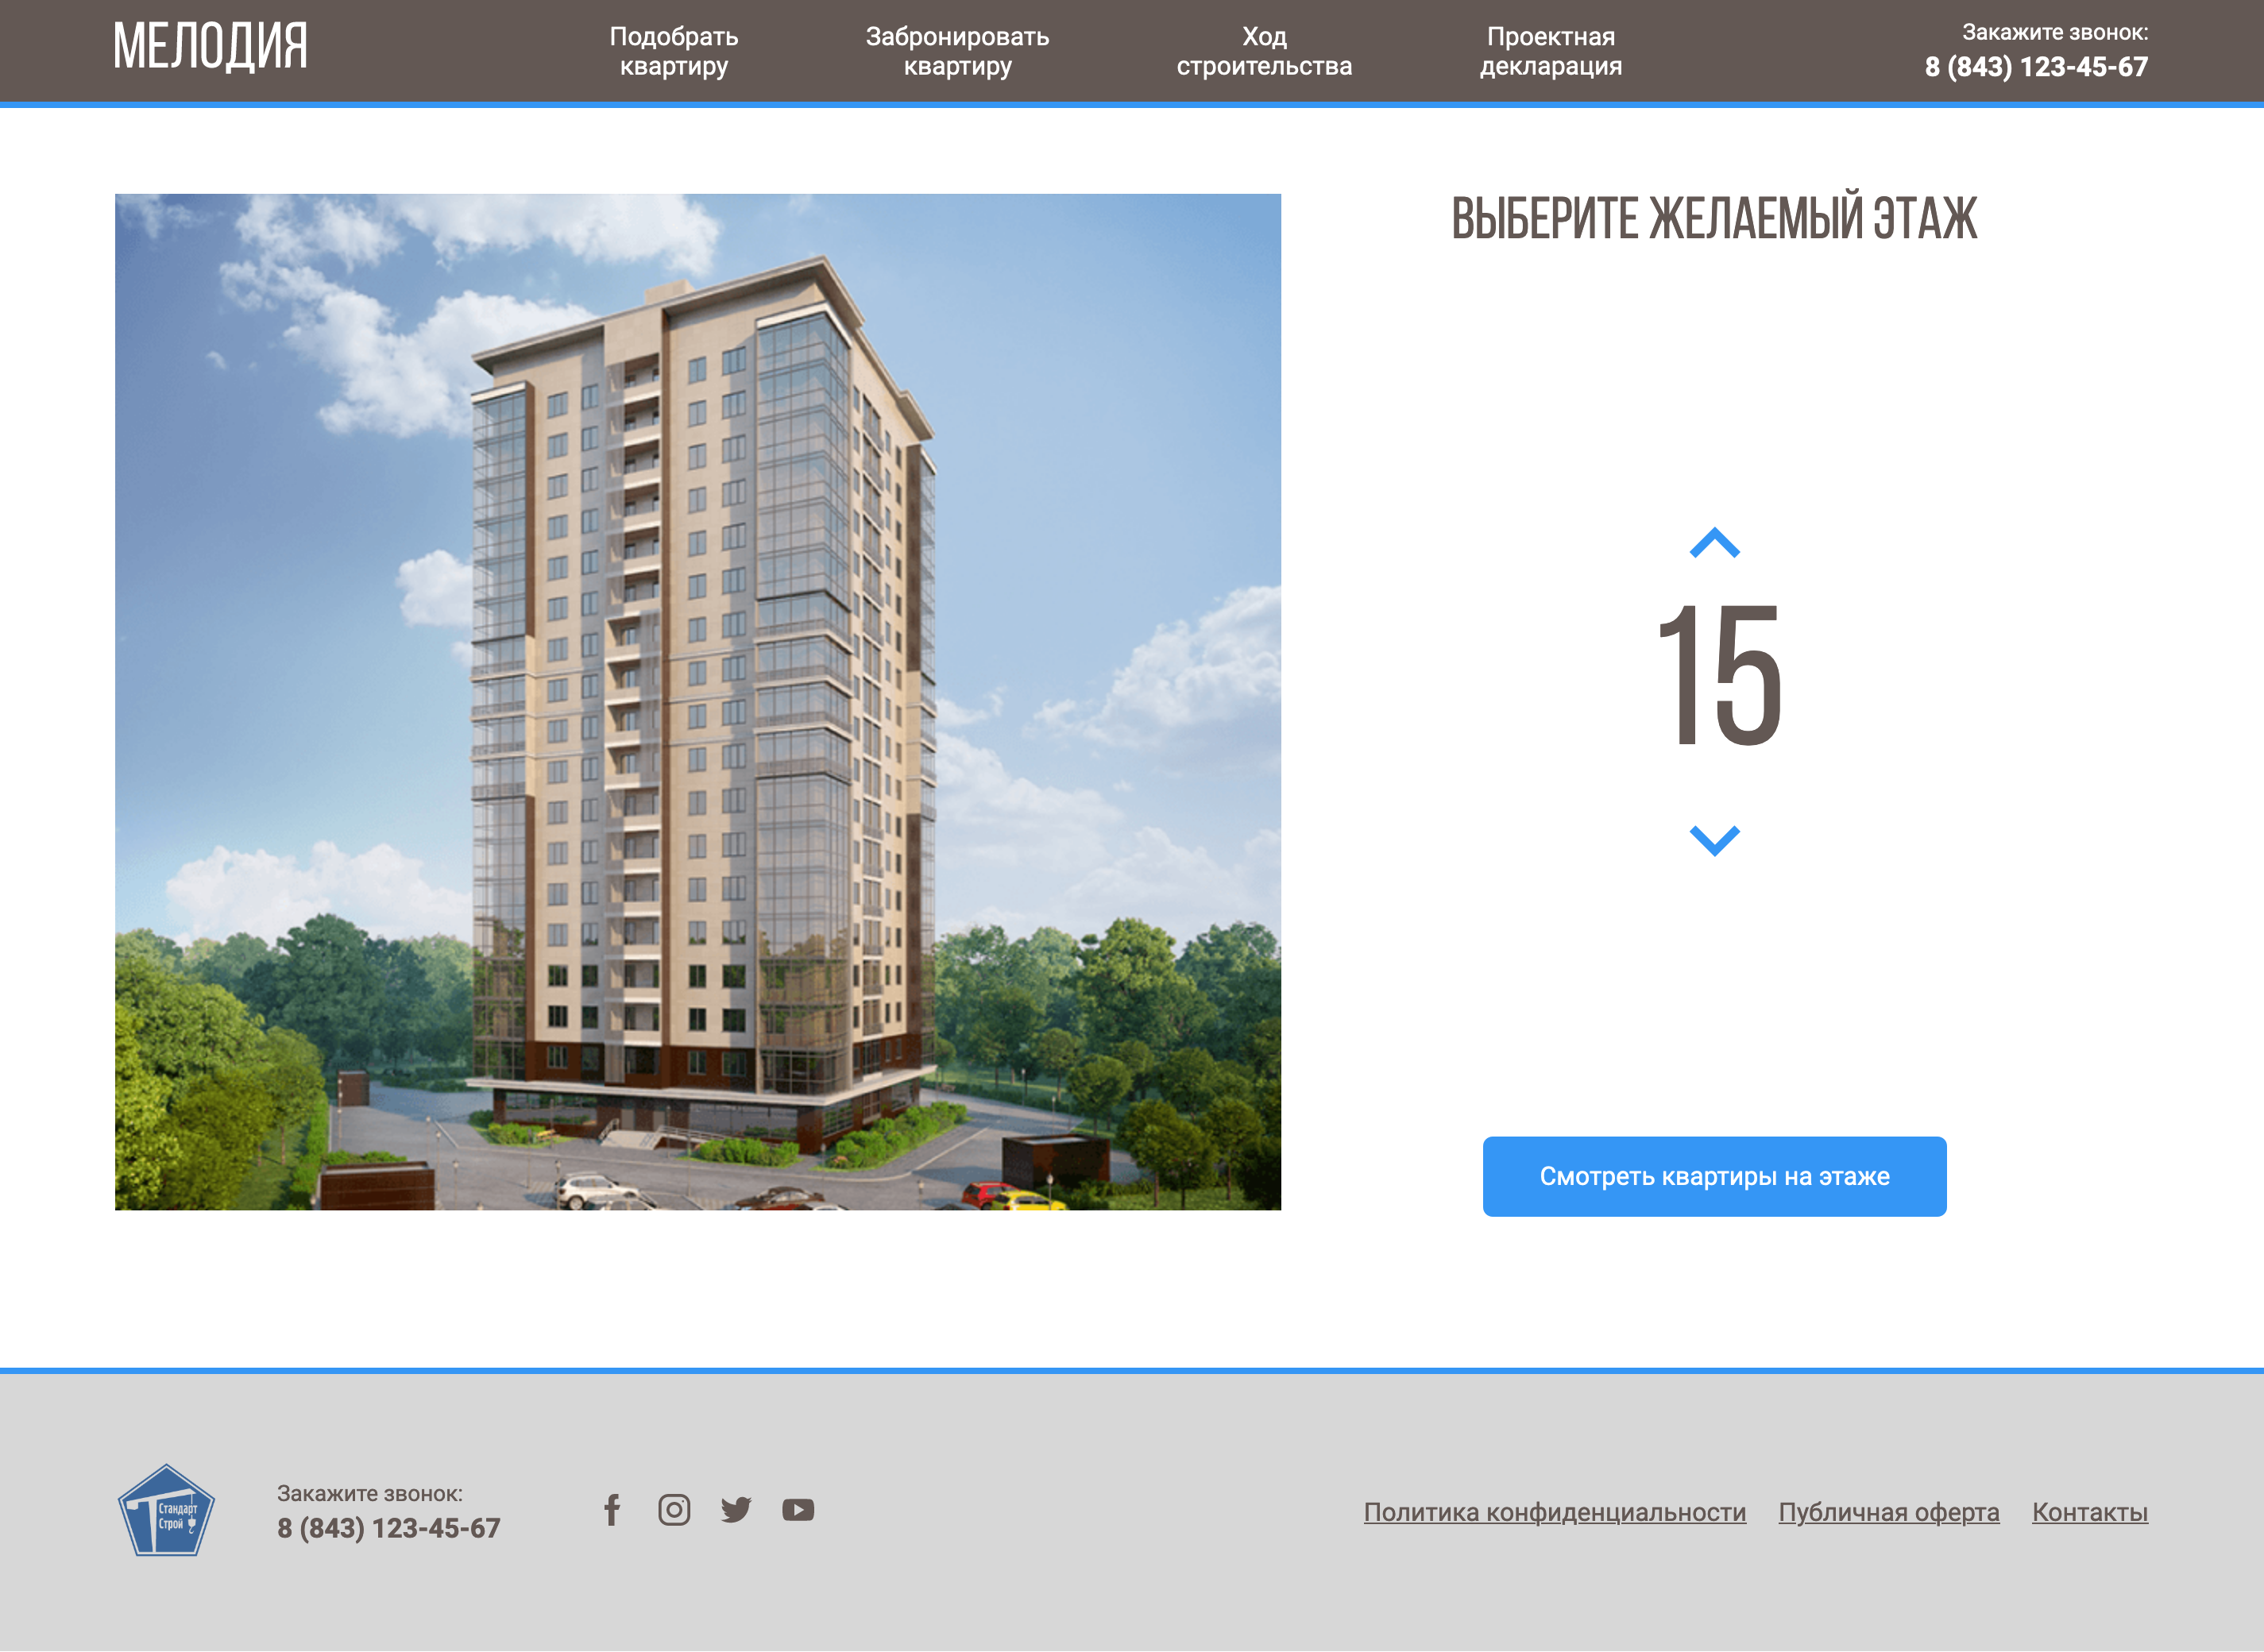 МЕЛОДИЯ
Подобрать
квартиру
Забронировать
квартиру
Ход
строительства
Проектная
декларация
Закажите звонок:
8 (843) 123-45-67
ВЫБЕРИТЕ ЖЕЛАЕМЫЙ ЭТАЖ
15
Смотреть квартиры на этаже
Стандарт
Строй
Закажите звонок:
8 (843) 123-45-67
Политика конфиденциальности
Публичная оферта
Контакты